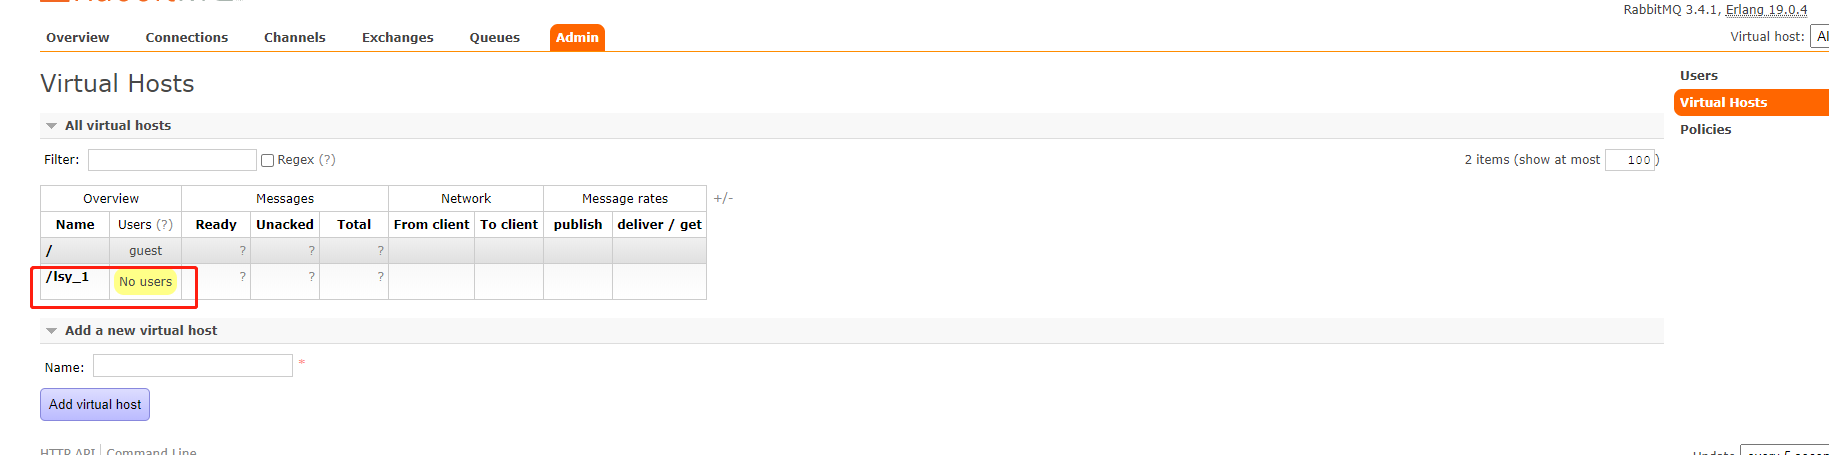 RabbitMQ 3.4.1, Erlang 19.0.4
Overview Connections Channels Exchanges Queues Admin
Virtual host:
Virtual Hosts
Users
Virtual Hosts
Policies
All virtual hosts
Filter: Regex (?)
2 items (show at most 100 )
Overview Messages Network Message rates +/-
Name Users (?) Ready Unacked Total From client To client publish deliver / get
/ guest ? ? ?
/lsy_1 No users ? ? ?
Add a new virtual host
Name: *
Add virtual host
HTTP API Command Line
Update